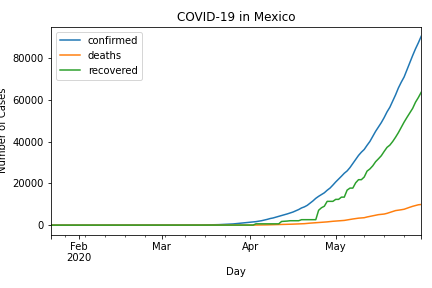 COVID-19 in Mexico
confirmed
deaths
recovered
80000
60000
40000
20000
0
Number of Cases
Feb
2020
Mar
Apr
May
Day